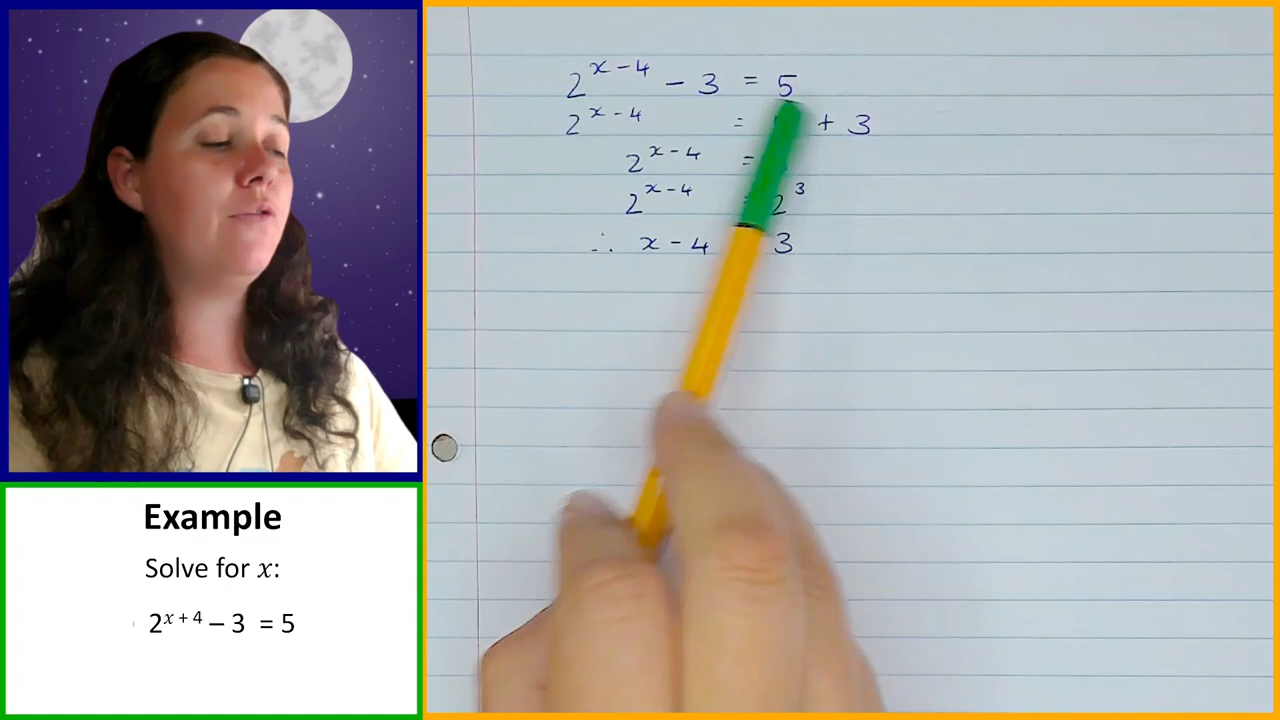 Example
Solve for x:
2^{x + 4} – 3 = 5
2^{x-4} - 3 = 5
2^{x-4} = + 3
2^{x-4} =
2^{x-4} 2^3
∴ x - 4 3